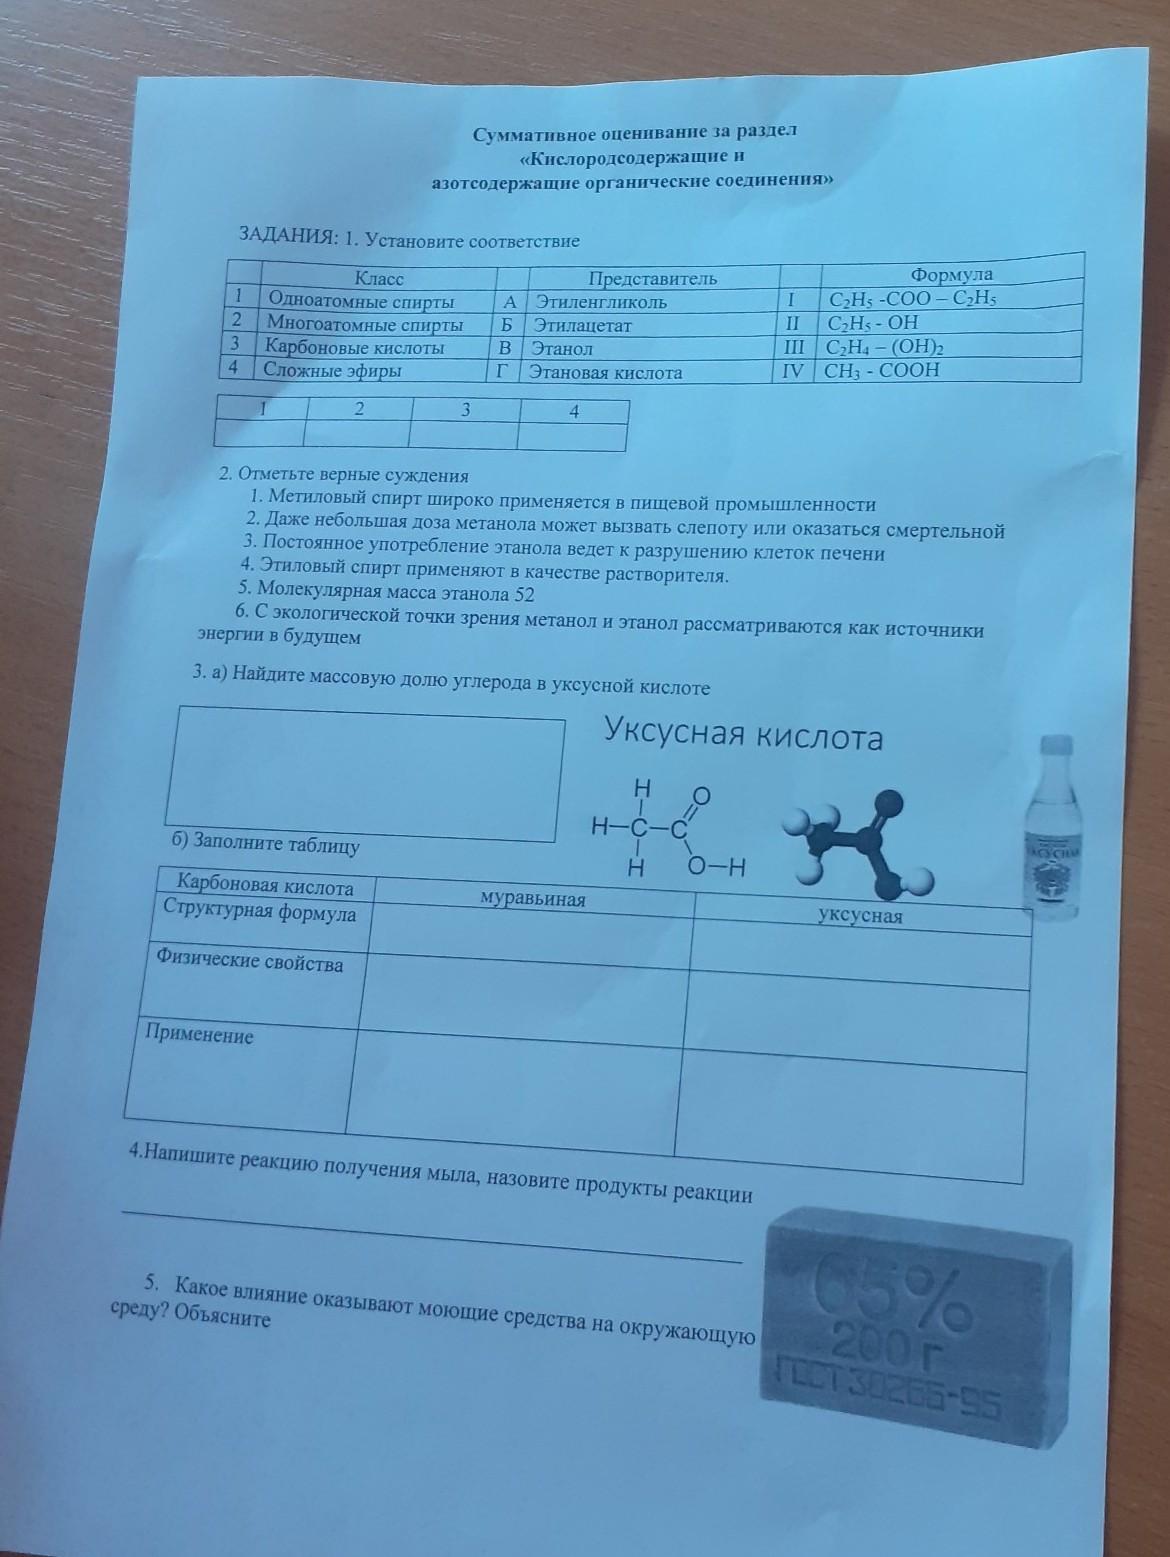 Суммативное оценивание за раздел
«Кислородсодержащие и
азотсодержащие органические соединения»
ЗАДАНИЯ: 1. Установите соответствие
Класс Представитель Формула
1 Одноатомные спирты А Этиленгликоль I C₂H₅ -COO – C₂H₅
2 Многоатомные спирты Б Этилацетат II C₂H₅ - OH
3 Карбоновые кислоты В Этанол III C₂H₄ – (OH)₂
4 Сложные эфиры Г Этановая кислота IV CH₃ - COOH
1 2 3 4
2. Отметьте верные суждения
1. Метиловый спирт широко применяется в пищевой промышленности
2. Даже небольшая доза метанола может вызвать слепоту или оказаться смертельной
3. Постоянное употребление этанола ведет к разрушению клеток печени
4. Этиловый спирт применяют в качестве растворителя.
5. Молекулярная масса этанола 52
6. С экологической точки зрения метанол и этанол рассматриваются как источники
энергии в будущем
3. а) Найдите массовую долю углерода в уксусной кислоте
Уксусная кислота
H O
H–C–C
H O–H
б) Заполните таблицу
Карбоновая кислота муравьиная уксусная
Структурная формула
Физические свойства
Применение
4.Напишите реакцию получения мыла, назовите продукты реакции
5. Какое влияние оказывают моющие средства на окружающую
среду? Объясните
65%
200 г
ГОСТ 30266-95